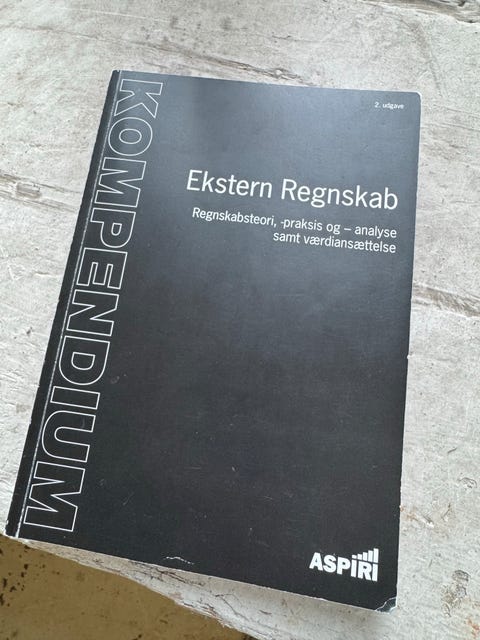 2. udgave
KOMPENDIUM
Ekstern Regnskab
Regnskabsteori, -praksis og – analyse
samt værdiansættelse
ASPIRI